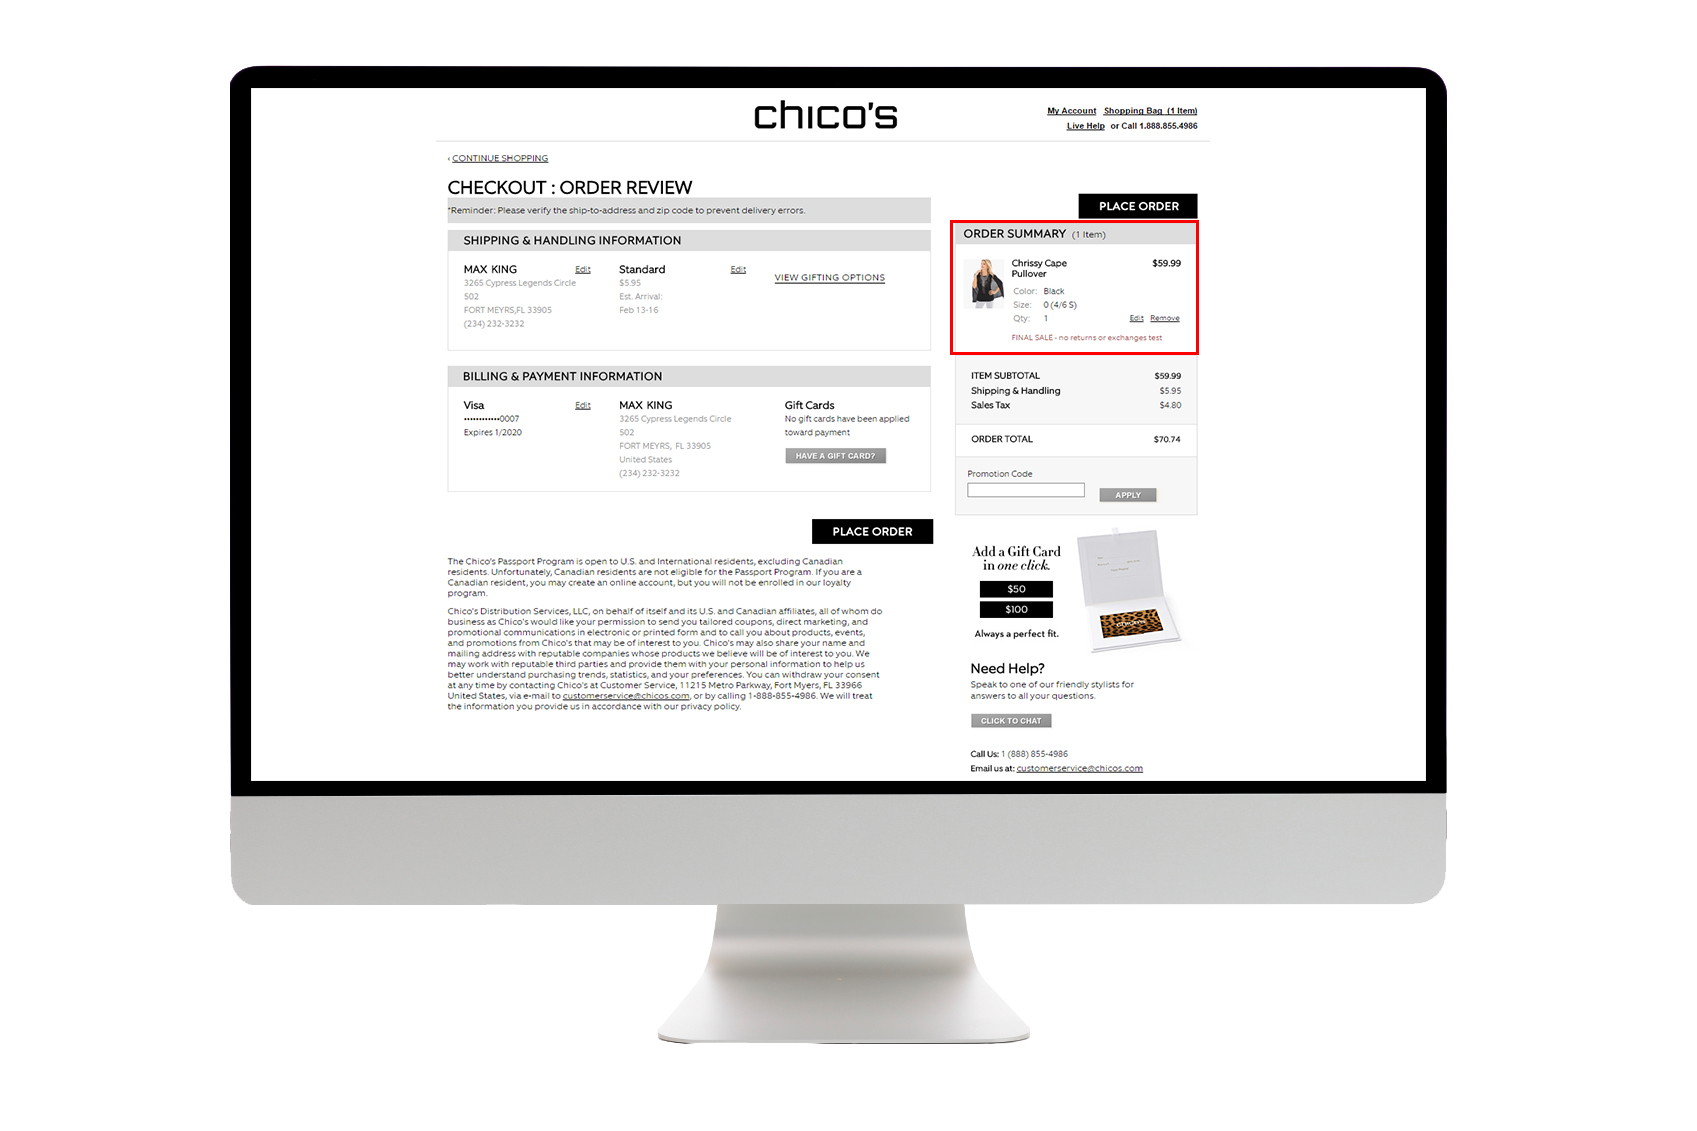 chico's
My Account Shopping Bag (1 Item)
Live Help or Call 1.888.855.4986
‹ CONTINUE SHOPPING
CHECKOUT : ORDER REVIEW
*Reminder: Please verify the ship-to-address and zip code to prevent delivery errors.
SHIPPING & HANDLING INFORMATION
MAX KING Edit
3265 Cypress Legends Circle
502
FORT MEYRS,FL 33905
(234) 232-3232
Standard Edit
$5.95
Est. Arrival:
Feb 13-16
VIEW GIFTING OPTIONS
BILLING & PAYMENT INFORMATION
Visa Edit
••••••••••••0007
Expires 1/2020
MAX KING
3265 Cypress Legends Circle
502
FORT MEYRS, FL 33905
United States
(234) 232-3232
Gift Cards
No gift cards have been applied
toward payment
HAVE A GIFT CARD?
PLACE ORDER
The Chico's Passport Program is open to U.S. and International residents, excluding Canadian
residents. Unfortunately, Canadian residents are not eligible for the Passport Program. If you are a
Canadian resident, you may create an online account, but you will not be enrolled in our loyalty
program.
Chico's Distribution Services, LLC, on behalf of itself and its U.S. and Canadian affiliates, all of whom do
business as Chico's would like your permission to send you tailored coupons, direct marketing, and
promotional communications in electronic or printed form and to call you about products, events,
and promotions from Chico's that may be of interest to you. Chico's may also share your name and
mailing address with reputable companies whose products we believe will be of interest to you. We
may work with reputable third parties and provide them with your personal information to help us
better understand purchasing trends, statistics, and your preferences. You can withdraw your consent
at any time by contacting Chico's at Customer Service, 11215 Metro Parkway, Fort Myers, FL 33966
United States, via e-mail to customerservice@chicos.com, or by calling 1-888-855-4986. We will treat
the information you provide us in accordance with our privacy policy.
PLACE ORDER
ORDER SUMMARY (1 Item)
Chrissy Cape $59.99
Pullover
Color: Black
Size: 0 (4/6 S)
Qty: 1 Edit Remove
FINAL SALE - no returns or exchanges test
ITEM SUBTOTAL $59.99
Shipping & Handling $5.95
Sales Tax $4.80
ORDER TOTAL $70.74
Promotion Code
APPLY
Add a Gift Card
in one click.
$50
$100
Always a perfect fit.
chico's
Need Help?
Speak to one of our friendly stylists for
answers to all your questions.
CLICK TO CHAT
Call Us: 1 (888) 855-4986
Email us at: customerservice@chicos.com